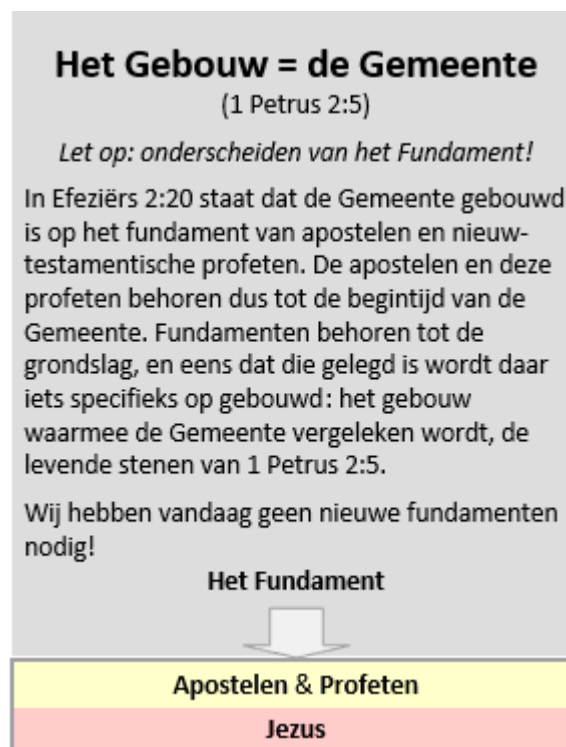 Het Gebouw = de Gemeente
(1 Petrus 2:5)
Let op: onderscheiden van het Fundament!
In Efeziërs 2:20 staat dat de Gemeente gebouwd
is op het fundament van apostelen en nieuw-
testamentische profeten. De apostelen en deze
profeten behoren dus tot de begintijd van de
Gemeente. Fundamenten behoren tot de
grondslag, en eens dat die gelegd is wordt daar
iets specifieks op gebouwd: het gebouw
waarmee de Gemeente vergeleken wordt, de
levende stenen van 1 Petrus 2:5.
Wij hebben vandaag geen nieuwe fundamenten
nodig!
Het Fundament
Apostelen & Profeten
Jezus